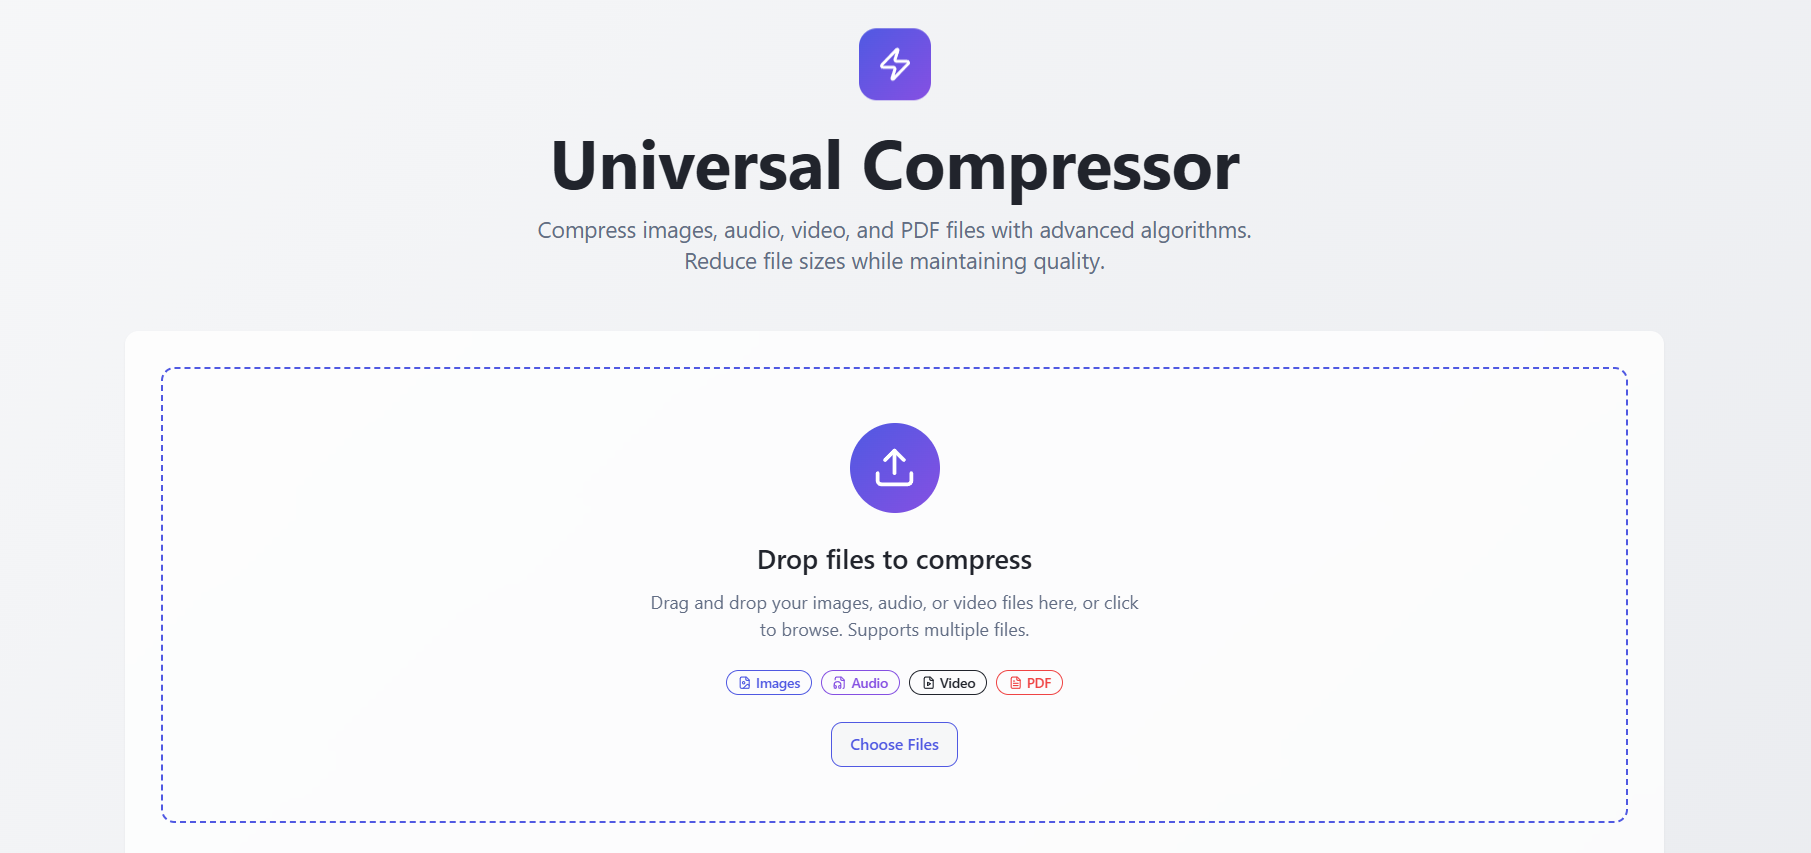 Universal Compressor
Compress images, audio, video, and PDF files with advanced algorithms.
Reduce file sizes while maintaining quality.
Drop files to compress
Drag and drop your images, audio, or video files here, or click
to browse. Supports multiple files.
Images Audio Video PDF
Choose Files